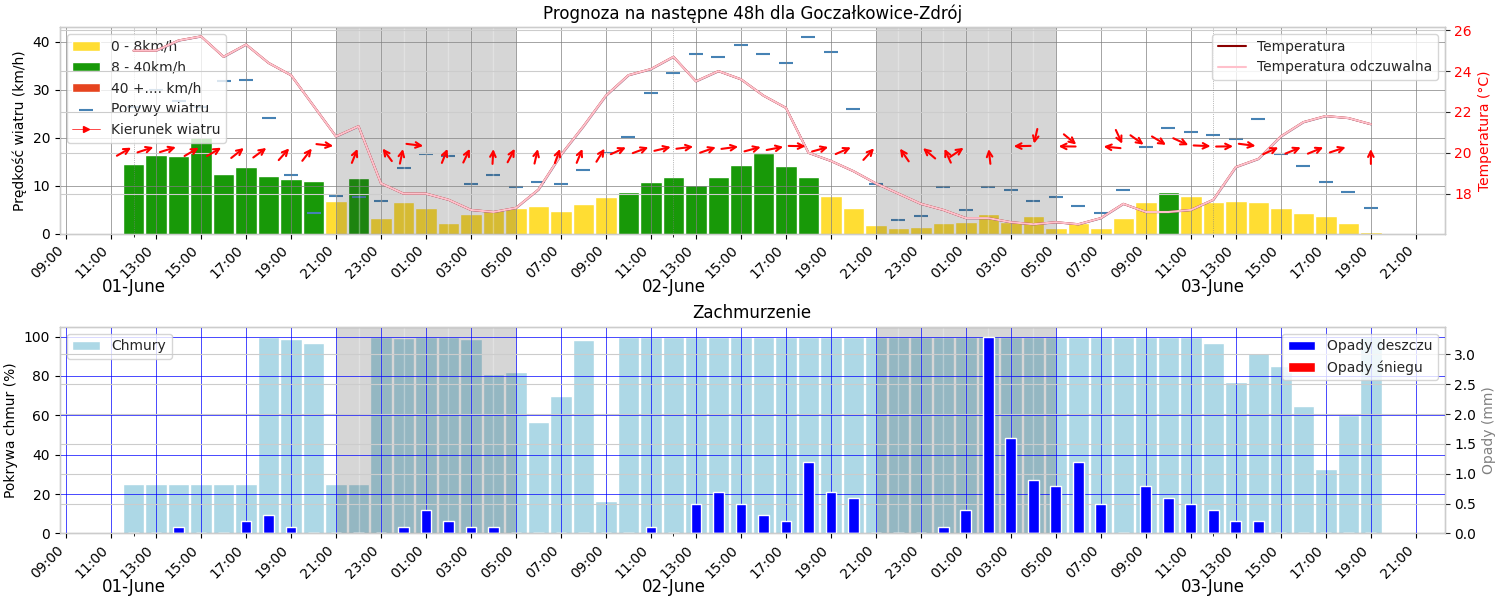 Prognoza na następne 48h dla Goczałkowice-Zdrój
Prędkość wiatru (km/h)
40
30
20
10
0
0 - 8km/h
8 - 40km/h
40 +.... km/h
Porywy wiatru
Kierunek wiatru
Temperatura
Temperatura odczuwalna
26
24
22
20
18
Temperatura (°C)
09:00 11:00 13:00 15:00 17:00 19:00 21:00 23:00 01:00 03:00 05:00 07:00 09:00 11:00 13:00 15:00 17:00 19:00 21:00 23:00 01:00 03:00 05:00 07:00 09:00 11:00 13:00 15:00 17:00 19:00 21:00
01-June 02-June 03-June
Zachmurzenie
Pokrywa chmur (%)
100
80
60
40
20
0
Chmury
Opady deszczu
Opady śniegu
3.0
2.5
2.0
1.5
1.0
0.5
0.0
Opady (mm)
09:00 11:00 13:00 15:00 17:00 19:00 21:00 23:00 01:00 03:00 05:00 07:00 09:00 11:00 13:00 15:00 17:00 19:00 21:00 23:00 01:00 03:00 05:00 07:00 09:00 11:00 13:00 15:00 17:00 19:00 21:00
01-June 02-June 03-June